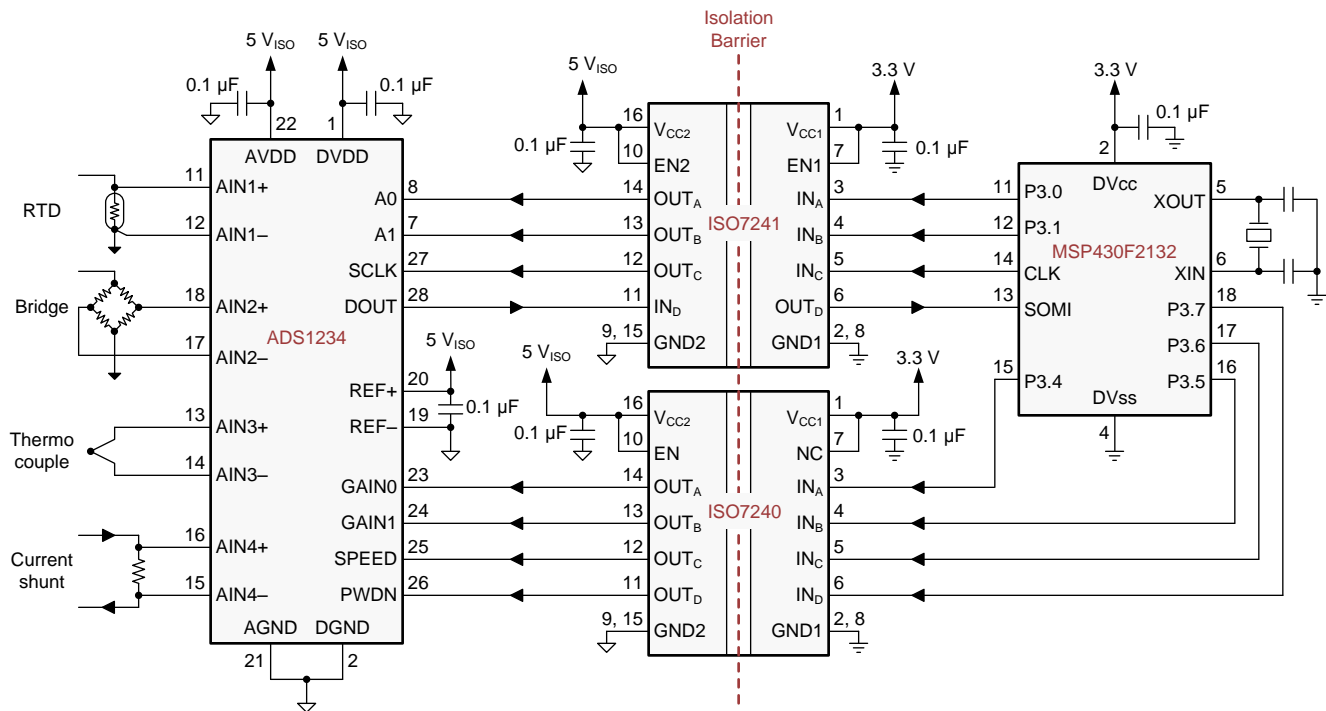 Isolation
Barrier
5 VISO
5 VISO
0.1 µF
0.1 µF
22
1
AVDD
DVDD
11
AIN1+
RTD
12
AIN1–
18
AIN2+
Bridge
17
AIN2–
13
AIN3+
Thermo
couple
14
AIN3–
16
AIN4+
Current
shunt
15
AIN4–
ADS1234
A0
8
A1
7
SCLK
27
DOUT
28
5 VISO
REF+
20
0.1 µF
REF–
19
GAIN0
23
GAIN1
24
SPEED
25
PWDN
26
AGND
DGND
21
2
5 VISO
0.1 µF
16
VCC2
10
EN2
14
OUTA
13
OUTB
12
OUTC
11
IND
9, 15
GND2
ISO7241
3.3 V
0.1 µF
1
VCC1
7
EN1
3
INA
4
INB
5
INC
6
OUTD
2, 8
GND1
5 VISO
0.1 µF
16
VCC2
10
EN
14
OUTA
13
OUTB
12
OUTC
11
OUTD
9, 15
GND2
ISO7240
3.3 V
0.1 µF
1
VCC1
7
NC
3
INA
4
INB
5
INC
6
IND
2, 8
GND1
3.3 V
0.1 µF
2
DVcc
11
P3.0
12
P3.1
14
CLK
13
SOMI
15
P3.4
MSP430F2132
XOUT
5
XIN
6
P3.7
18
P3.6
17
P3.5
16
DVss
4